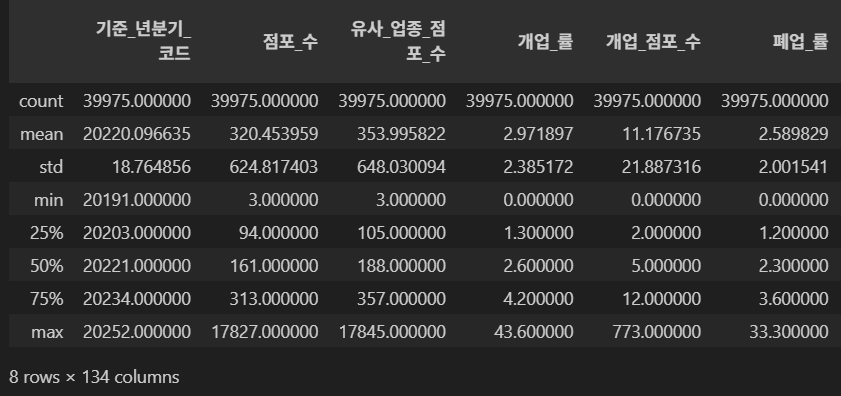 기준_년분기_ 유사_업종_점
코드 점포_수 포_수 개업_률 개업_점포_수 폐업_률
count 39975.000000 39975.000000 39975.000000 39975.000000 39975.000000 39975.000000
mean 20220.096635 320.453959 353.995822 2.971897 11.176735 2.589829
std 18.764856 624.817403 648.030094 2.385172 21.887316 2.001541
min 20191.000000 3.000000 3.000000 0.000000 0.000000 0.000000
25% 20203.000000 94.000000 105.000000 1.300000 2.000000 1.200000
50% 20221.000000 161.000000 188.000000 2.600000 5.000000 2.300000
75% 20234.000000 313.000000 357.000000 4.200000 12.000000 3.600000
max 20252.000000 17827.000000 17845.000000 43.600000 773.000000 33.300000
8 rows × 134 columns